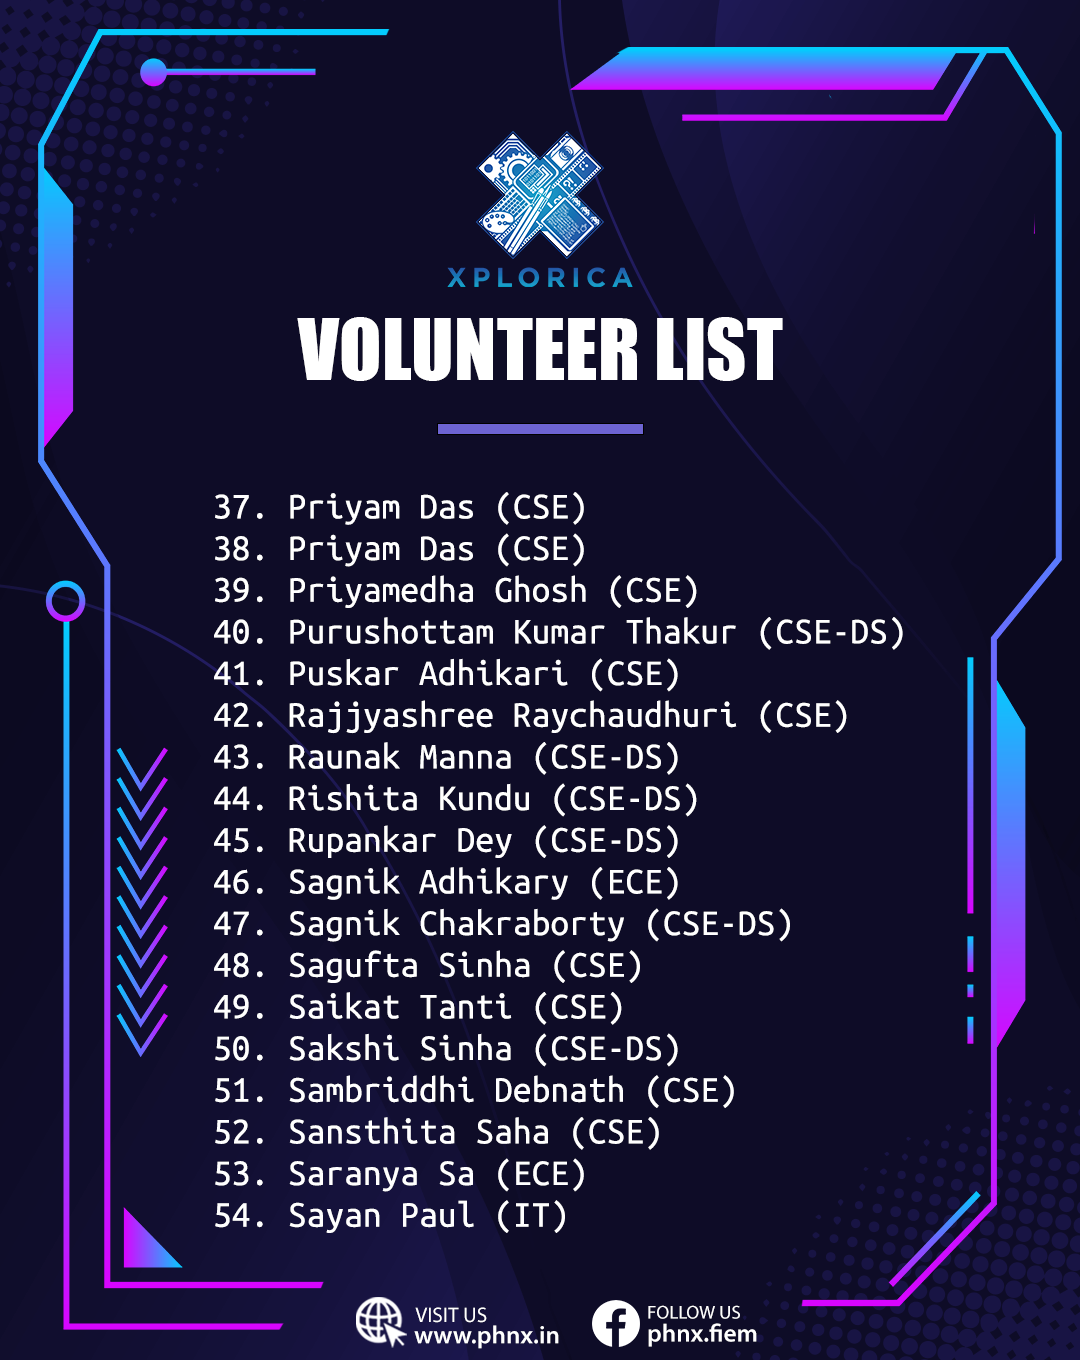 XPLORICA
VOLUNTEER LIST
37. Priyam Das (CSE)
38. Priyam Das (CSE)
39. Priyamedha Ghosh (CSE)
40. Purushottam Kumar Thakur (CSE-DS)
41. Puskar Adhikari (CSE)
42. Rajjyashree Raychaudhuri (CSE)
43. Raunak Manna (CSE-DS)
44. Rishita Kundu (CSE-DS)
45. Rupankar Dey (CSE-DS)
46. Sagnik Adhikary (ECE)
47. Sagnik Chakraborty (CSE-DS)
48. Sagufta Sinha (CSE)
49. Saikat Tanti (CSE)
50. Sakshi Sinha (CSE-DS)
51. Sambriddhi Debnath (CSE)
52. Sansthita Saha (CSE)
53. Saranya Sa (ECE)
54. Sayan Paul (IT)
VISIT US
www.phnx.in
FOLLOW US
phnx.fiem